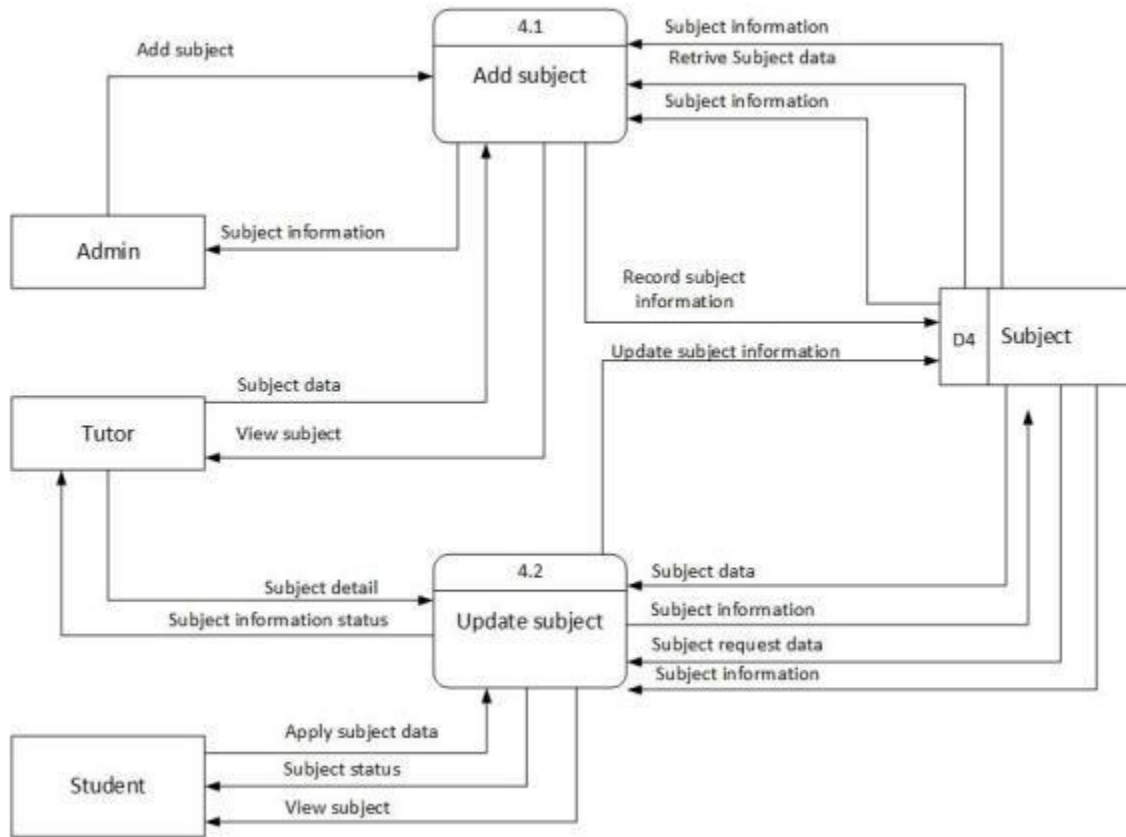 4.1
Add subject
Add subject
Subject information
Retrive Subject data
Subject information
Admin
Subject information
Record subject
information
D4
Subject
Update subject information
Tutor
Subject data
View subject
4.2
Update subject
Subject detail
Subject information status
Subject data
Subject information
Subject request data
Subject information
Student
Apply subject data
Subject status
View subject